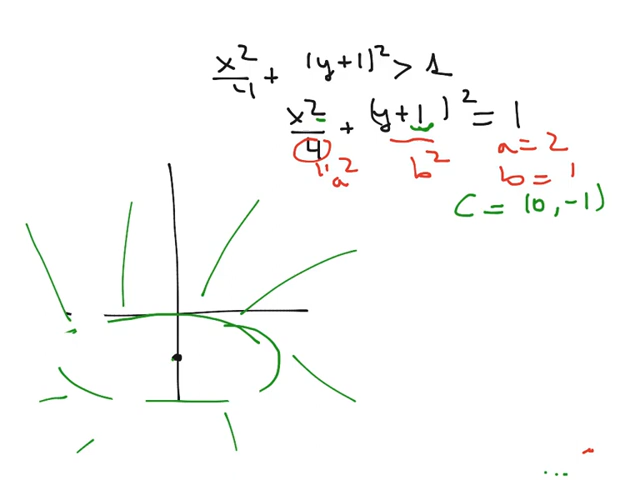 x²/4 + (y+1)² > 1
x²/4 + (y+1)² = 1
"a² b²
a = 2
b = 1
C = (0, -1)